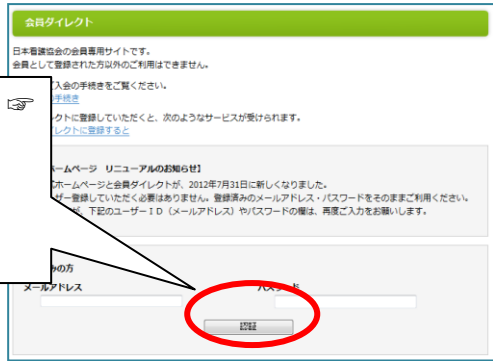 会員ダイレクト
日本看護協会の会員専用サイトです。
会員として登録された方以外のご利用はできません。
入会の手続きをご覧ください。
手続き
クトに登録していただくと、次のようなサービスが受けられます。
レクトに登録すると
ームページ リニューアルのお知らせ】
ホームページと会員ダイレクトが、2012年7月31日に新しくなりました。
ザー登録していただく必要はありません。登録済みのメールアドレス・パスワードをそのままご利用ください。
が、下記のユーザーＩＤ（メールアドレス）やパスワードの欄は、再度ご入力をお願いします。
みの方
メールアドレス
パスワード
認証